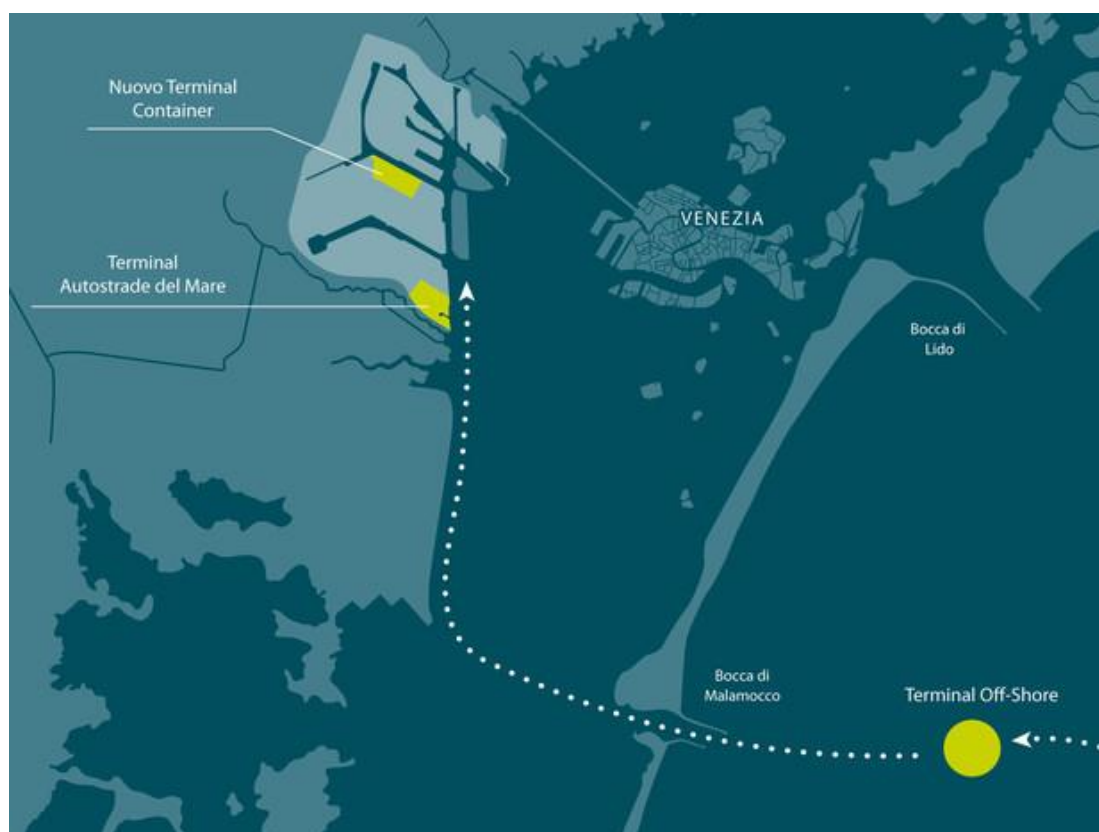 Nuovo Terminal
Container
VENEZIA
Terminal
Autostrade del Mare
Bocca di
Lido
Bocca di
Malamocco
Terminal Off-Shore